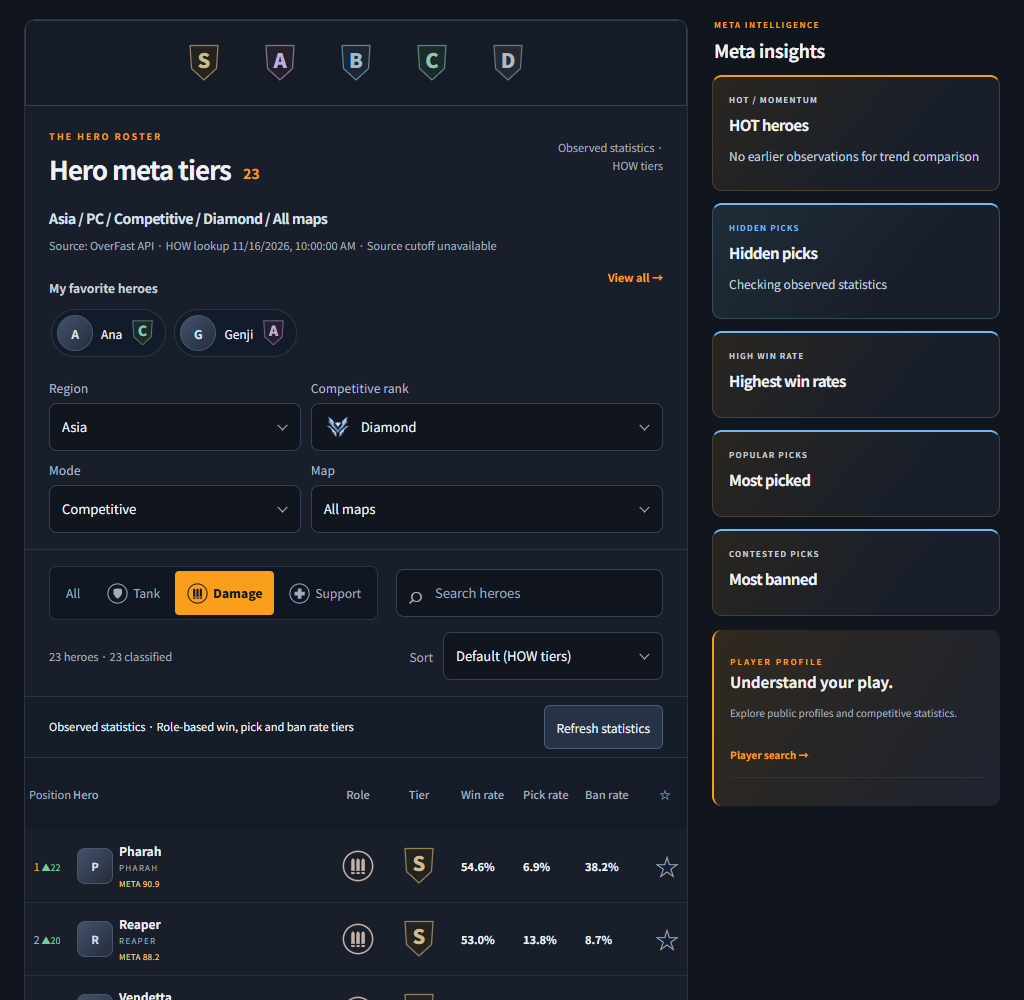 S A B C D
THE HERO ROSTER
Hero meta tiers 23
Observed statistics ·
HOW tiers
Asia / PC / Competitive / Diamond / All maps
Source: OverFast API · HOW lookup 11/16/2026, 10:00:00 AM · Source cutoff unavailable
View all →
My favorite heroes
A Ana C G Genji A
Region Competitive rank
Asia Diamond
Mode Map
Competitive All maps
All Tank Damage Support Search heroes
23 heroes · 23 classified Sort Default (HOW tiers)
Observed statistics · Role-based win, pick and ban rate tiers Refresh statistics
Position Hero Role Tier Win rate Pick rate Ban rate ☆
Pharah
1 ▲22 P PHARAH S 54.6% 6.9% 38.2% ☆
META 90.9
Reaper
2 ▲20 R REAPER S 53.0% 13.8% 8.7% ☆
META 88.2
Vendetta
META INTELLIGENCE
Meta insights
HOT / MOMENTUM
HOT heroes
No earlier observations for trend comparison
HIDDEN PICKS
Hidden picks
Checking observed statistics
HIGH WIN RATE
Highest win rates
POPULAR PICKS
Most picked
CONTESTED PICKS
Most banned
PLAYER PROFILE
Understand your play.
Explore public profiles and competitive statistics.
Player search →